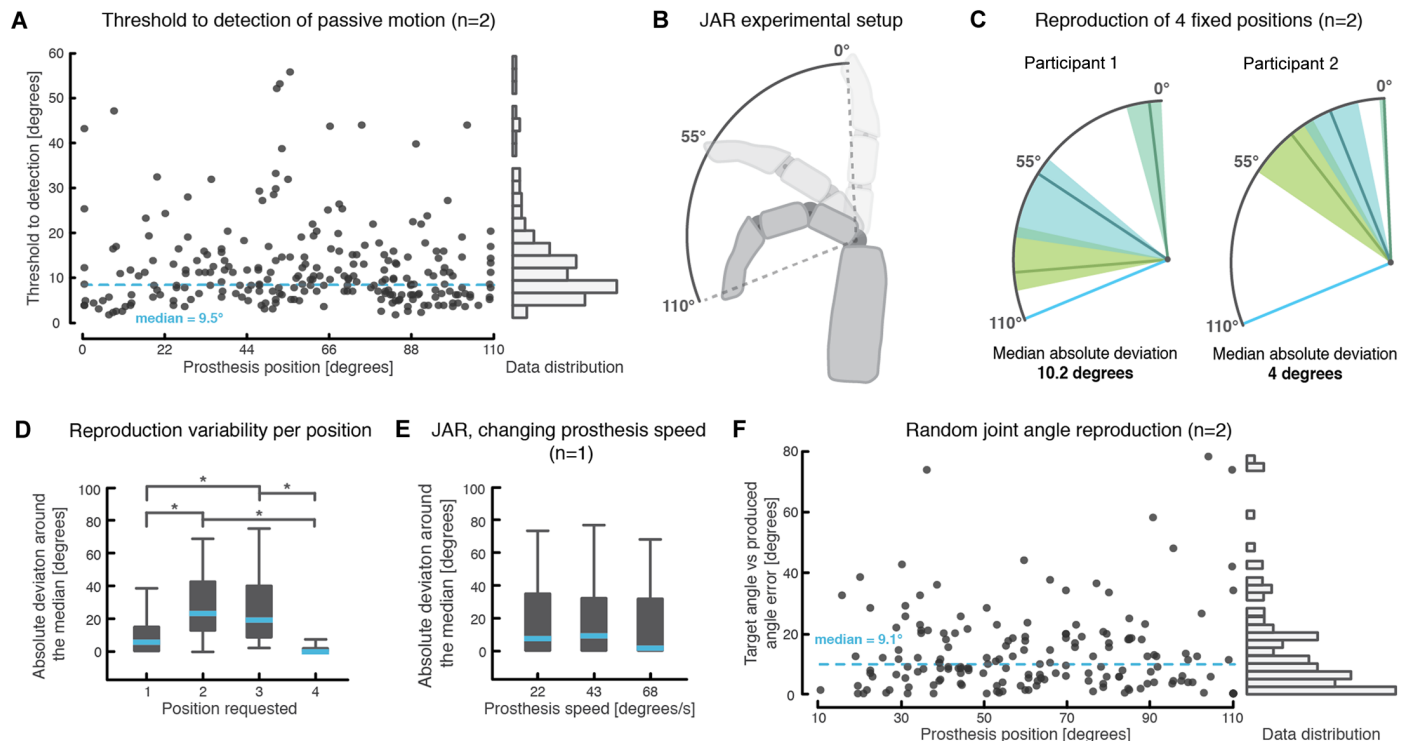 A
Threshold to detection of passive motion (n=2)
Threshold to detection [degrees]
60
50
40
30
20
10
0
median = 9.5°
0
22
44
66
88
110
Prosthesis position [degrees]
Data distribution
B
JAR experimental setup
0°
55°
110°
C
Reproduction of 4 fixed positions (n=2)
Participant 1
0°
55°
110°
Median absolute deviation
10.2 degrees
Participant 2
0°
55°
110°
Median absolute deviation
4 degrees
D
Reproduction variability per position
Absolute deviation around
the median [degrees]
100
80
60
40
20
0
*
*
*
*
1
2
3
4
Position requested
E
JAR, changing prosthesis speed
(n=1)
Absolute deviaton around
the median [degrees]
100
80
60
40
20
0
22
43
68
Prosthesis speed [degrees/s]
F
Random joint angle reproduction (n=2)
Target angle vs produced
angle error [degrees]
80
60
40
20
0
median = 9.1°
10
30
50
70
90
110
Prosthesis position [degrees]
Data distribution